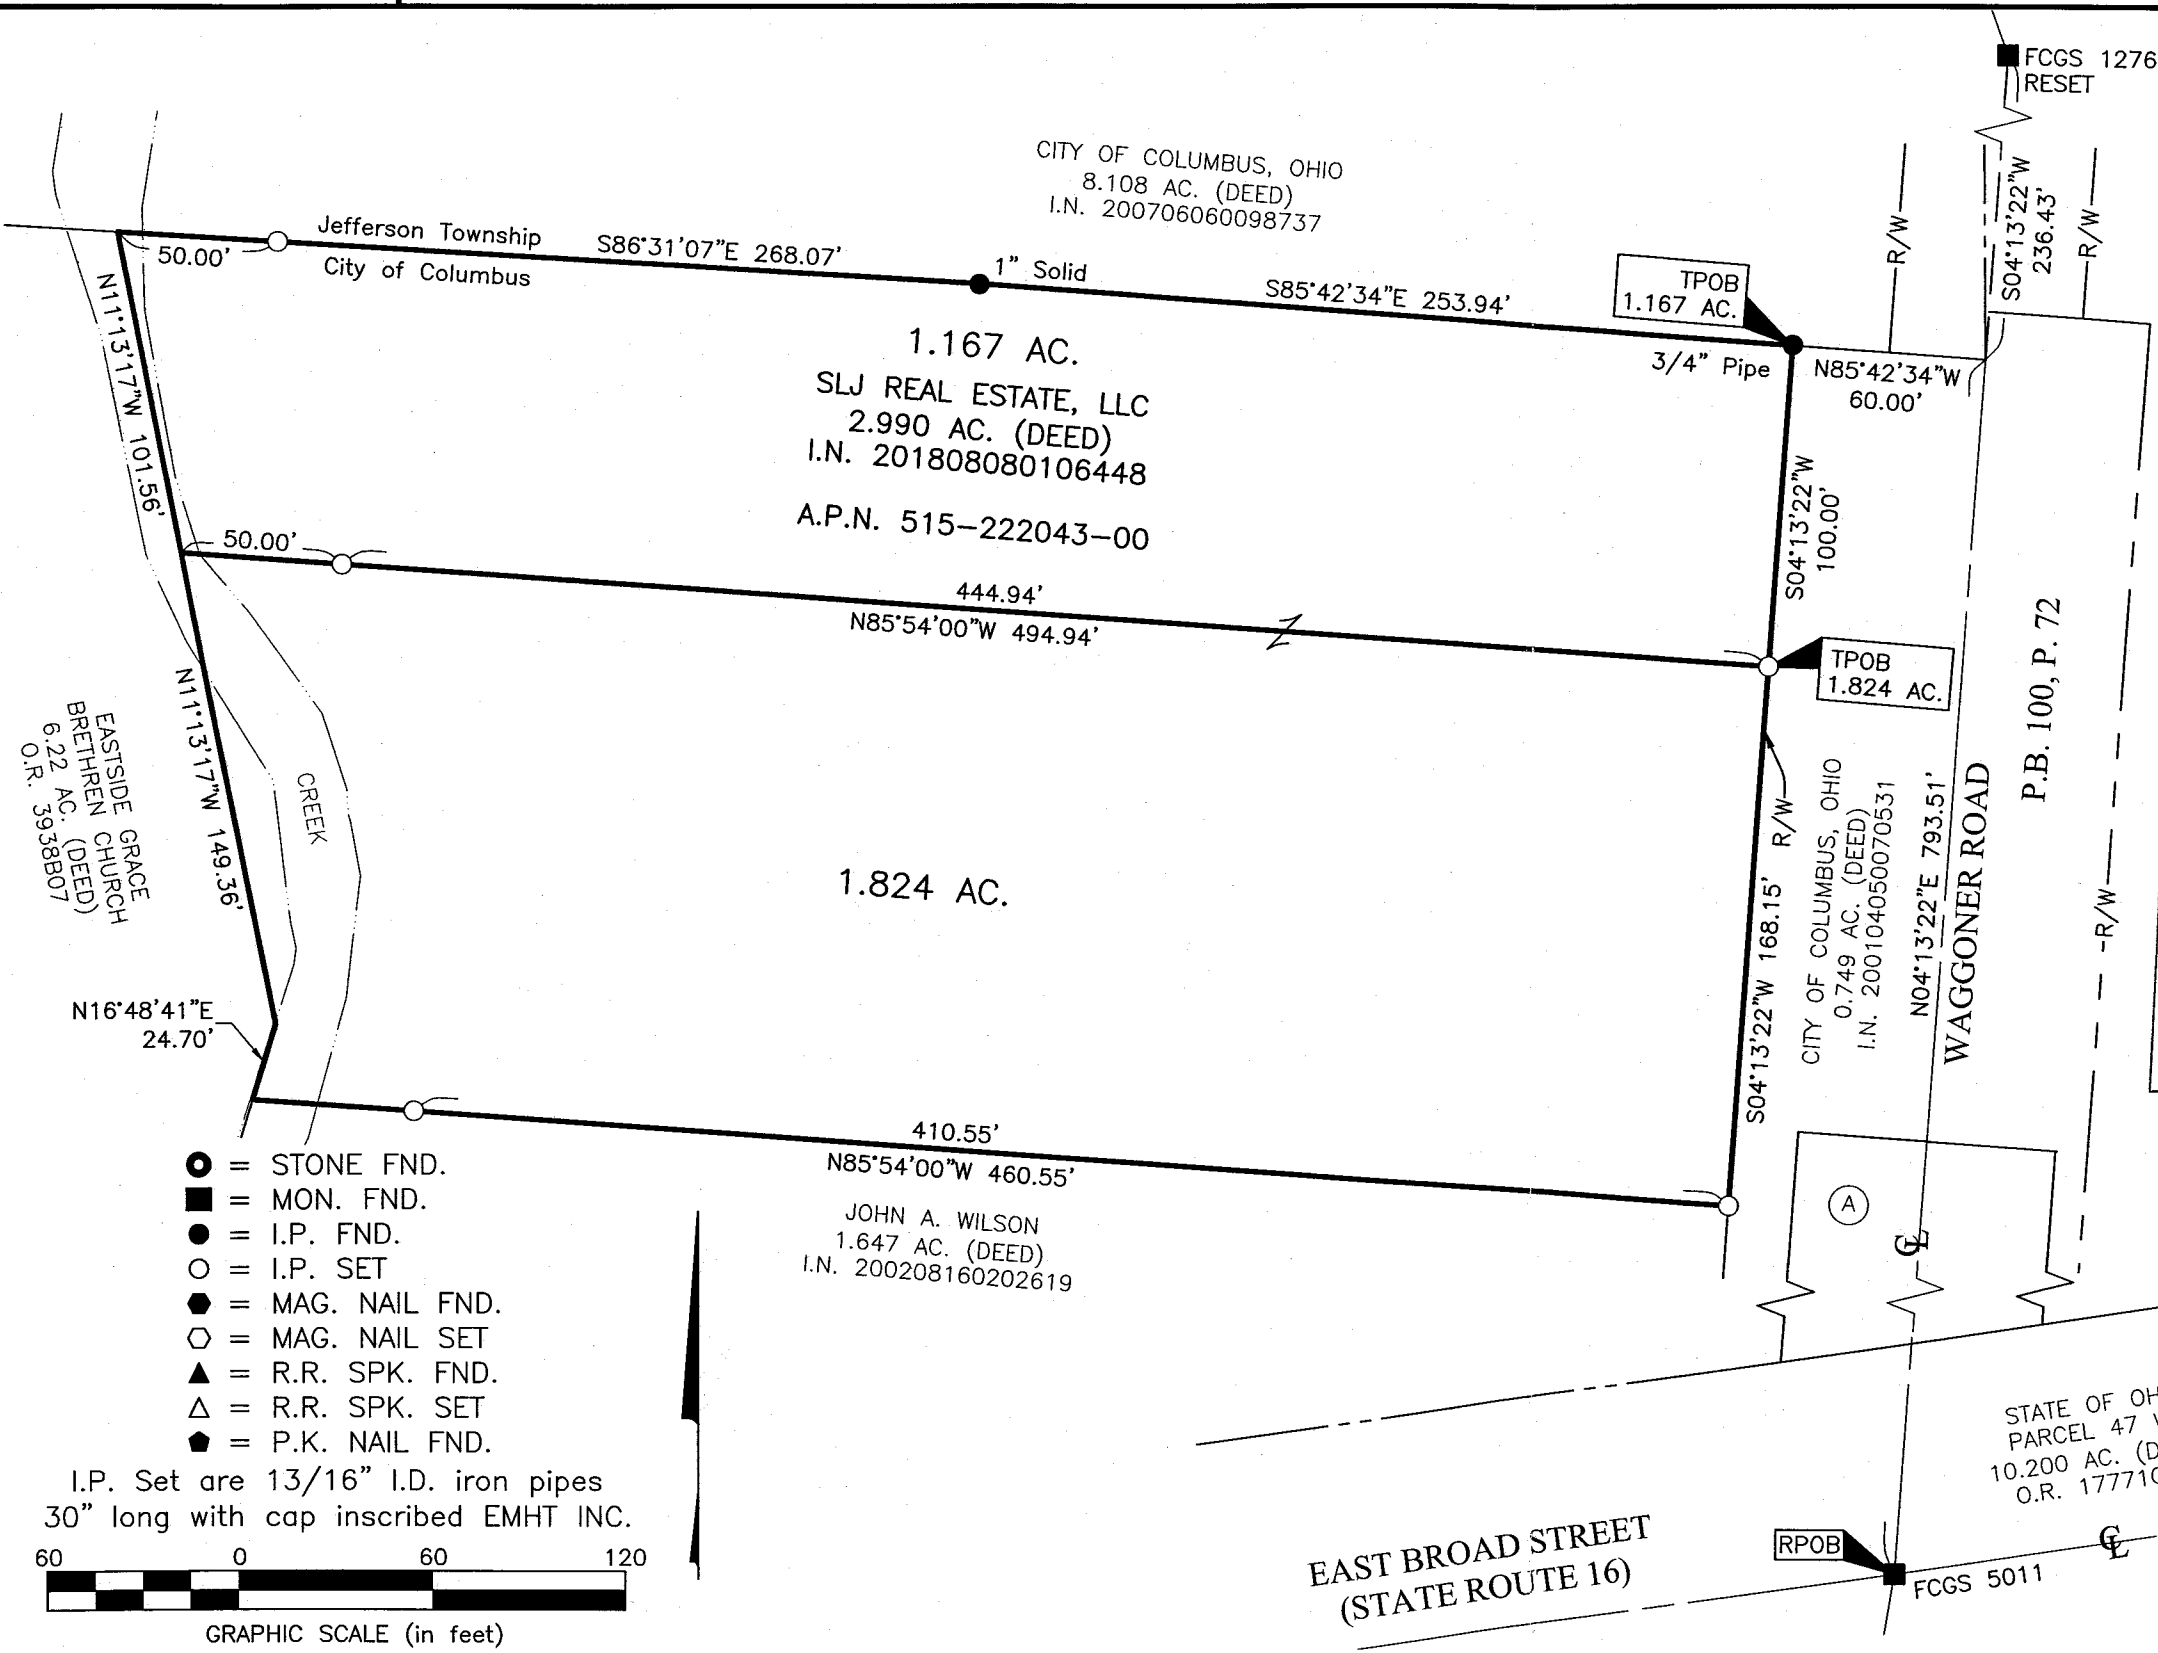 FCGS 1276
RESET
CITY OF COLUMBUS, OHIO
8.108 AC. (DEED)
I.N. 200706060098737
S04°13'22"W
236.43'
R/W
R/W
50.00'
Jefferson Township
City of Columbus
S86°31'07"E 268.07'
1" Solid
S85°42'34"E 253.94'
TPOB
1.167 AC.
3/4" Pipe
N85°42'34"W
60.00'
N11°13'17"W 101.56'
1.167 AC.
SLJ REAL ESTATE, LLC
2.990 AC. (DEED)
I.N. 201808080106448
A.P.N. 515-222043-00
S04°13'22"W
100.00'
50.00'
444.94'
N85°54'00"W 494.94'
Z
TPOB
1.824 AC.
P.B. 100, P. 72
EASTSIDE GRACE
BRETHREN CHURCH
6.22 AC. (DEED)
O.R. 3938B07
N11°13'17"W 149.36'
CREEK
1.824 AC.
S04°13'22"W 168.15'
R/W
CITY OF COLUMBUS, OHIO
0.749 AC. (DEED)
I.N. 200104050070531
N04°13'22"E 793.51'
WAGGONER ROAD
R/W
N16°48'41"E
24.70'
410.55'
N85°54'00"W 460.55'
JOHN A. WILSON
1.647 AC. (DEED)
I.N. 200208160202619
A
CL
= STONE FND.
= MON. FND.
= I.P. FND.
= I.P. SET
= MAG. NAIL FND.
= MAG. NAIL SET
= R.R. SPK. FND.
= R.R. SPK. SET
= P.K. NAIL FND.
I.P. Set are 13/16" I.D. iron pipes
30" long with cap inscribed EMHT INC.
60 0 60 120
GRAPHIC SCALE (in feet)
STATE OF
PARCEL 47
10.200 AC.
O.R.
EAST BROAD STREET
(STATE ROUTE 16)
RPOB
FCGS 5011
CL